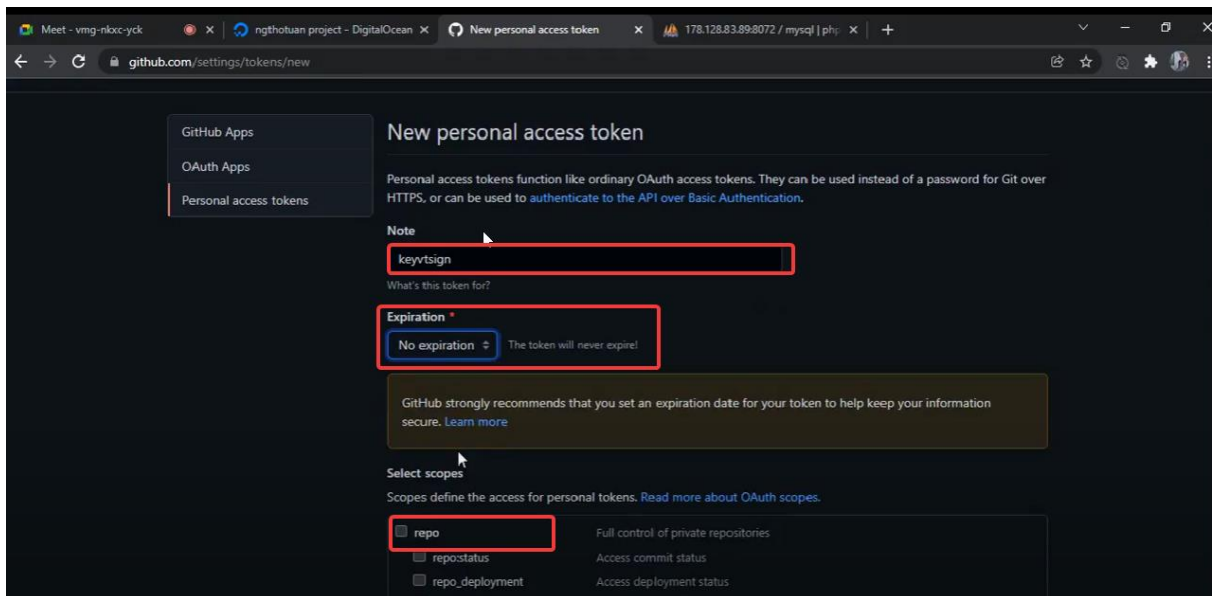 Meet - vmg-nkxc-yck
ngthotuan project - DigitalOcean
New personal access token
178.128.83.89:8072 / mysql | php
github.com/settings/tokens/new
GitHub Apps
OAuth Apps
Personal access tokens
New personal access token
Personal access tokens function like ordinary OAuth access tokens. They can be used instead of a password for Git over
HTTPS, or can be used to authenticate to the API over Basic Authentication.
Note
keyvtsign
What's this token for?
Expiration *
No expiration
The token will never expire!
GitHub strongly recommends that you set an expiration date for your token to help keep your information
secure. Learn more
Select scopes
Scopes define the access for personal tokens. Read more about OAuth scopes.
repo
Full control of private repositories
repo:status
Access commit status
repo_deployment
Access deployment status